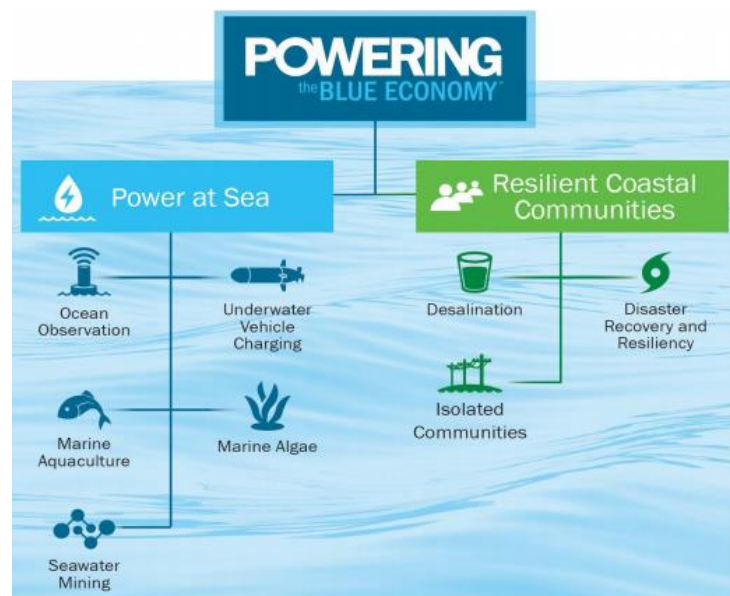 POWERING
the BLUE ECONOMY™
Power at Sea
Resilient Coastal
Communities
Ocean
Observation
Underwater
Vehicle
Charging
Desalination
Disaster
Recovery and
Resiliency
Marine
Aquaculture
Marine Algae
Isolated
Communities
Seawater
Mining